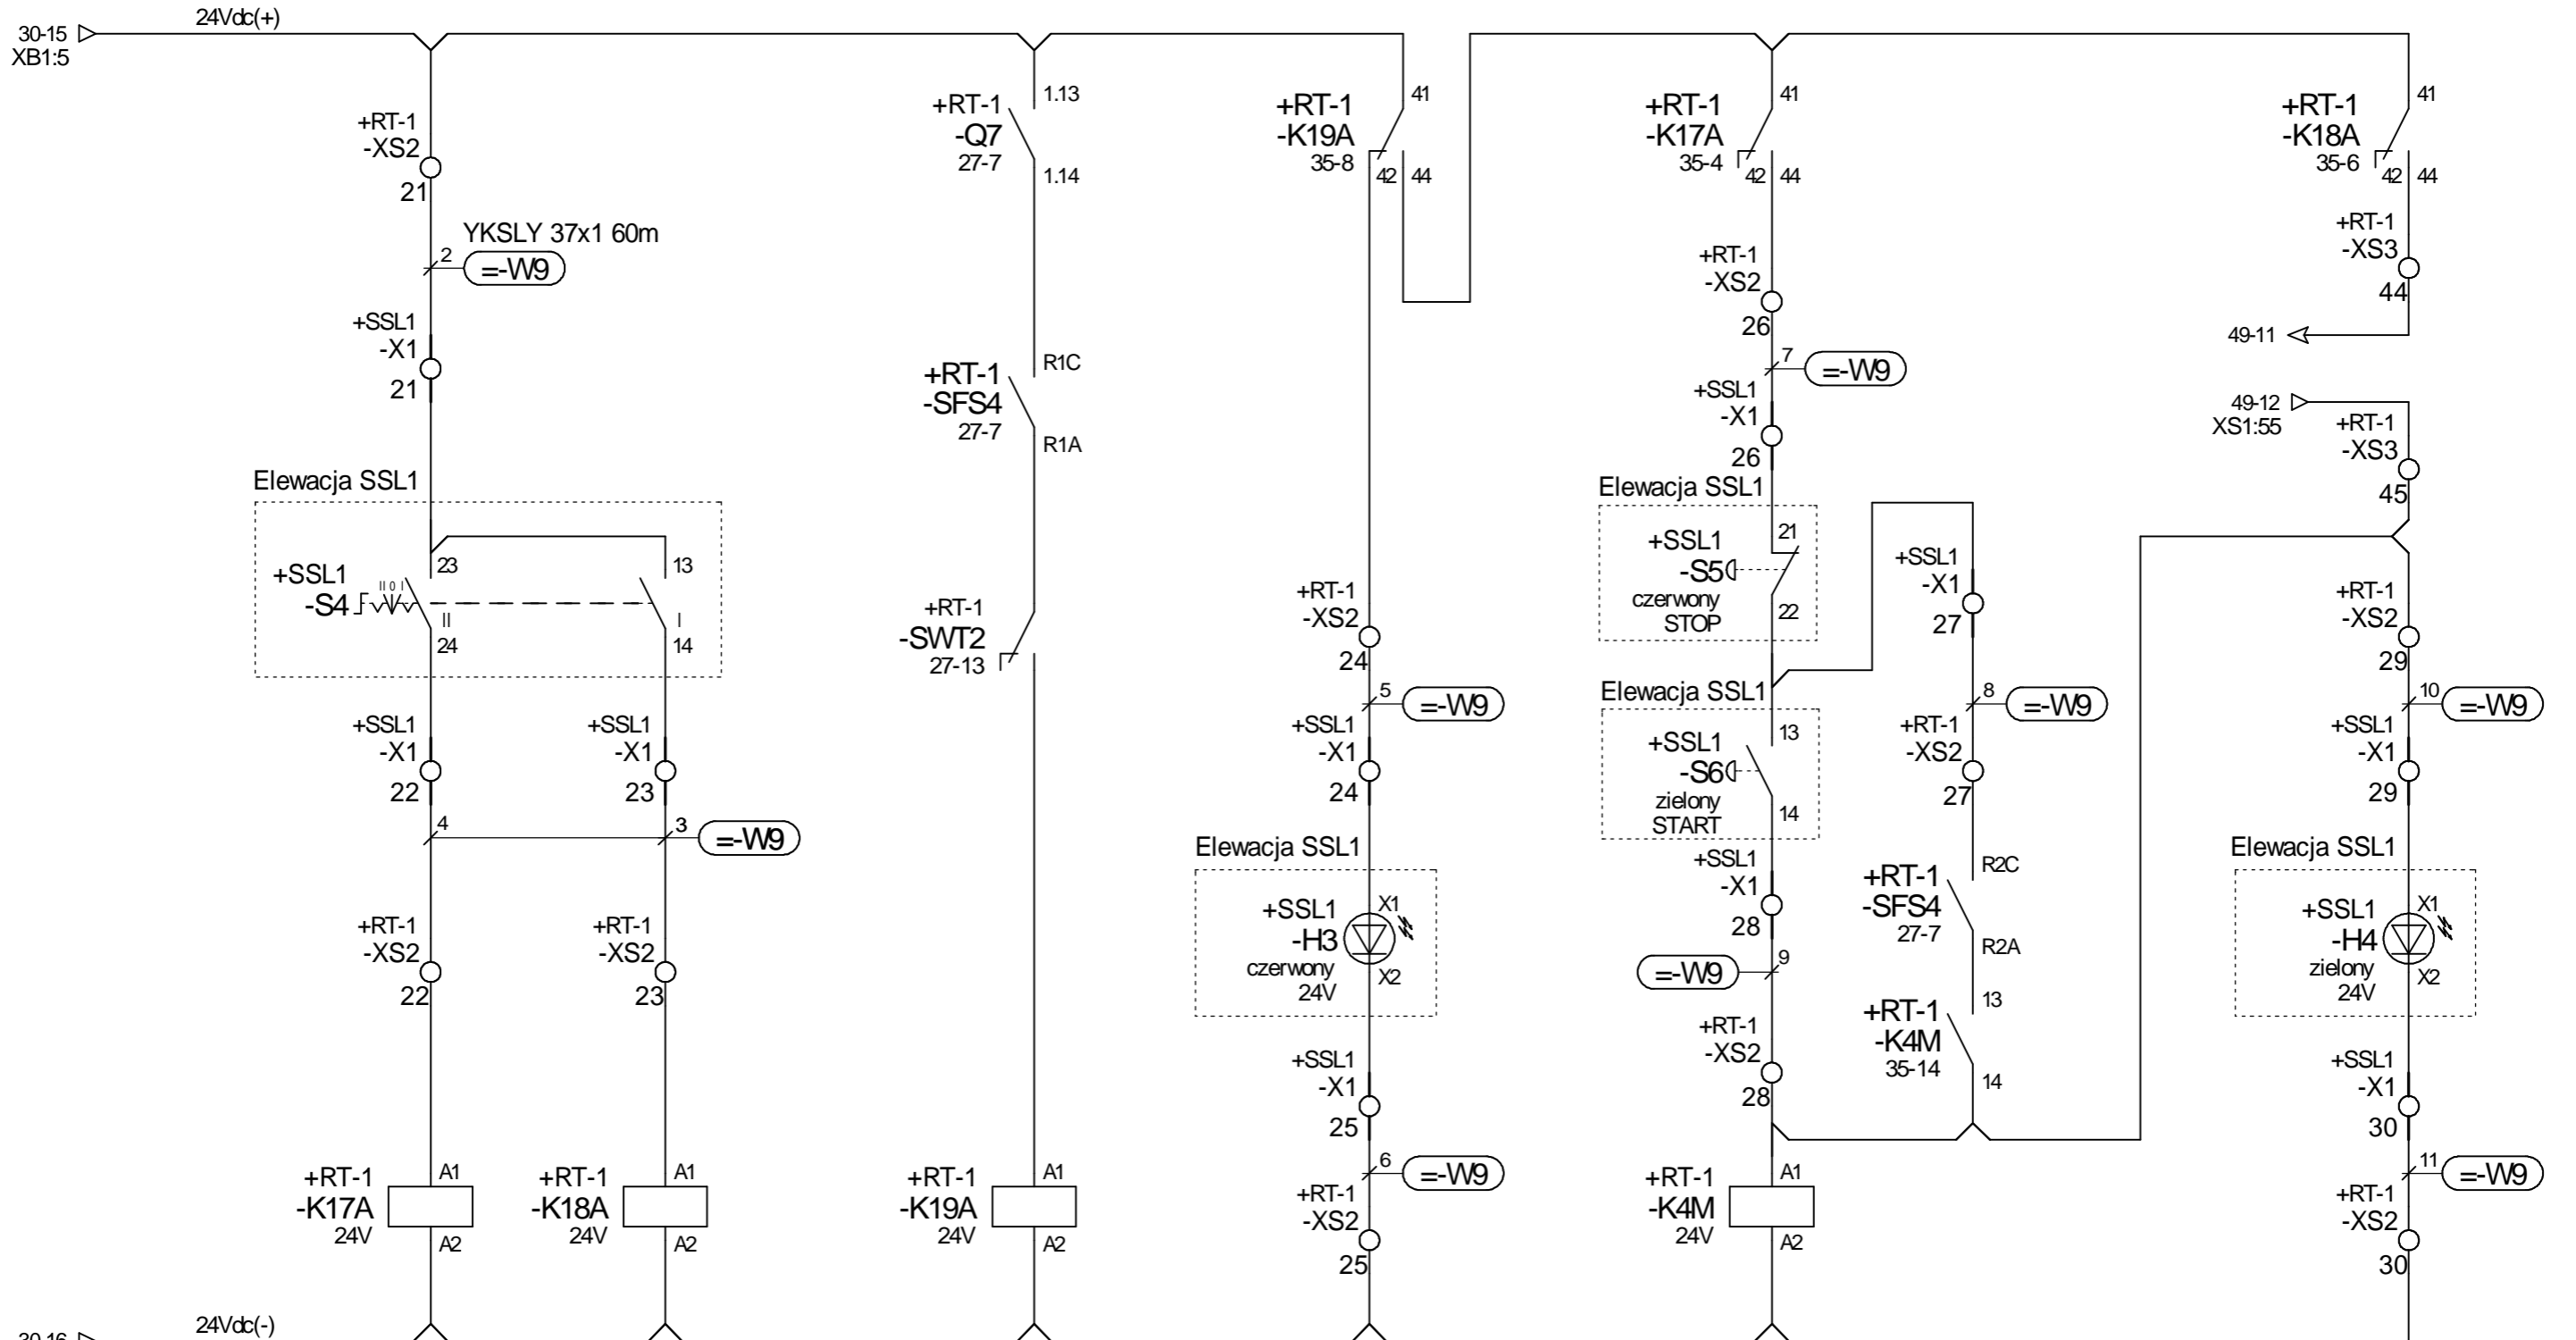 24Vdc(+)
30-15
XB1:5
+RT-1
-XS2
21
YKSLY 37x1 60m
2
=-W9
+SSL1
-X1
21
Elewacja SSL1
23
13
+SSL1
-S4
II 0 I
II
I
24
14
+SSL1
-X1
22
+SSL1
-X1
23
4
3
=-W9
+RT-1
-XS2
22
+RT-1
-XS2
23
+RT-1
-K17A
24V
A1
A2
+RT-1
-K18A
24V
A1
A2
24Vdc(-)
30-16
+RT-1
-Q7
27-7
1.13
1.14
+RT-1
-SFS4
27-7
R1C
R1A
+RT-1
-SWT2
27-13
+RT-1
-K19A
24V
A1
A2
+RT-1
-K19A
35-8
41
42
44
+RT-1
-XS2
24
5
=-W9
+SSL1
-X1
24
Elewacja SSL1
+SSL1
-H3
czerwony
24V
X1
X2
+SSL1
-X1
25
6
=-W9
+RT-1
-XS2
25
+RT-1
-K17A
35-4
41
42
44
+RT-1
-XS2
26
7
=-W9
+SSL1
-X1
26
Elewacja SSL1
+SSL1
-S5
czerwony
STOP
21
22
Elewacja SSL1
+SSL1
-S6
zielony
START
13
14
+SSL1
-X1
28
=-W9
9
+RT-1
-XS2
28
+RT-1
-K4M
24V
A1
A2
+SSL1
-X1
27
8
=-W9
+RT-1
-XS2
27
+RT-1
-SFS4
27-7
R2C
R2A
+RT-1
-K4M
35-14
13
14
+RT-1
-K18A
35-6
41
42
44
+RT-1
-XS3
44
49-11
49-12
XS1:55
+RT-1
-XS3
45
+RT-1
-XS2
29
10
=-W9
+SSL1
-X1
29
Elewacja SSL1
+SSL1
-H4
zielony
24V
X1
X2
+SSL1
-X1
30
11
=-W9
+RT-1
-XS2
30